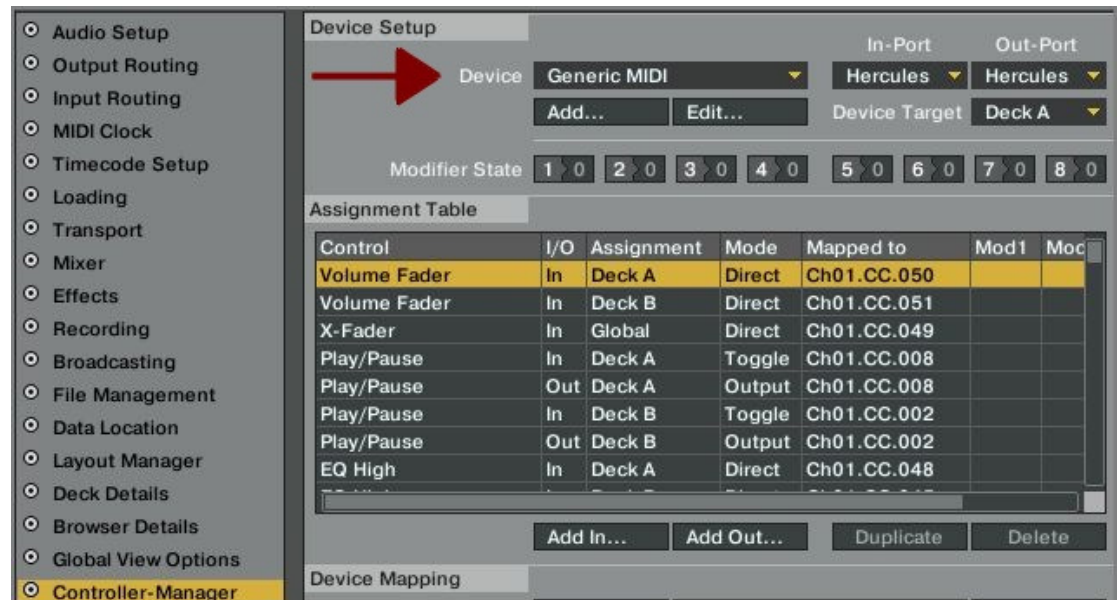 Audio Setup
Output Routing
Input Routing
MIDI Clock
Timecode Setup
Loading
Transport
Mixer
Effects
Recording
Broadcasting
File Management
Data Location
Layout Manager
Deck Details
Browser Details
Global View Options
Controller-Manager
Device Setup
In-Port Out-Port
Device Generic MIDI Hercules Hercules
Add... Edit... Device Target Deck A
Modifier State 1 0 2 0 3 0 4 0 5 0 6 0 7 0 8 0
Assignment Table
Control I/O Assignment Mode Mapped to Mod1 Moc
Volume Fader In Deck A Direct Ch01.CC.050
Volume Fader In Deck B Direct Ch01.CC.051
X-Fader In Global Direct Ch01.CC.049
Play/Pause In Deck A Toggle Ch01.CC.008
Play/Pause Out Deck A Output Ch01.CC.008
Play/Pause In Deck B Toggle Ch01.CC.002
Play/Pause Out Deck B Output Ch01.CC.002
EQ High In Deck A Direct Ch01.CC.048
Add In... Add Out... Duplicate Delete
Device Mapping